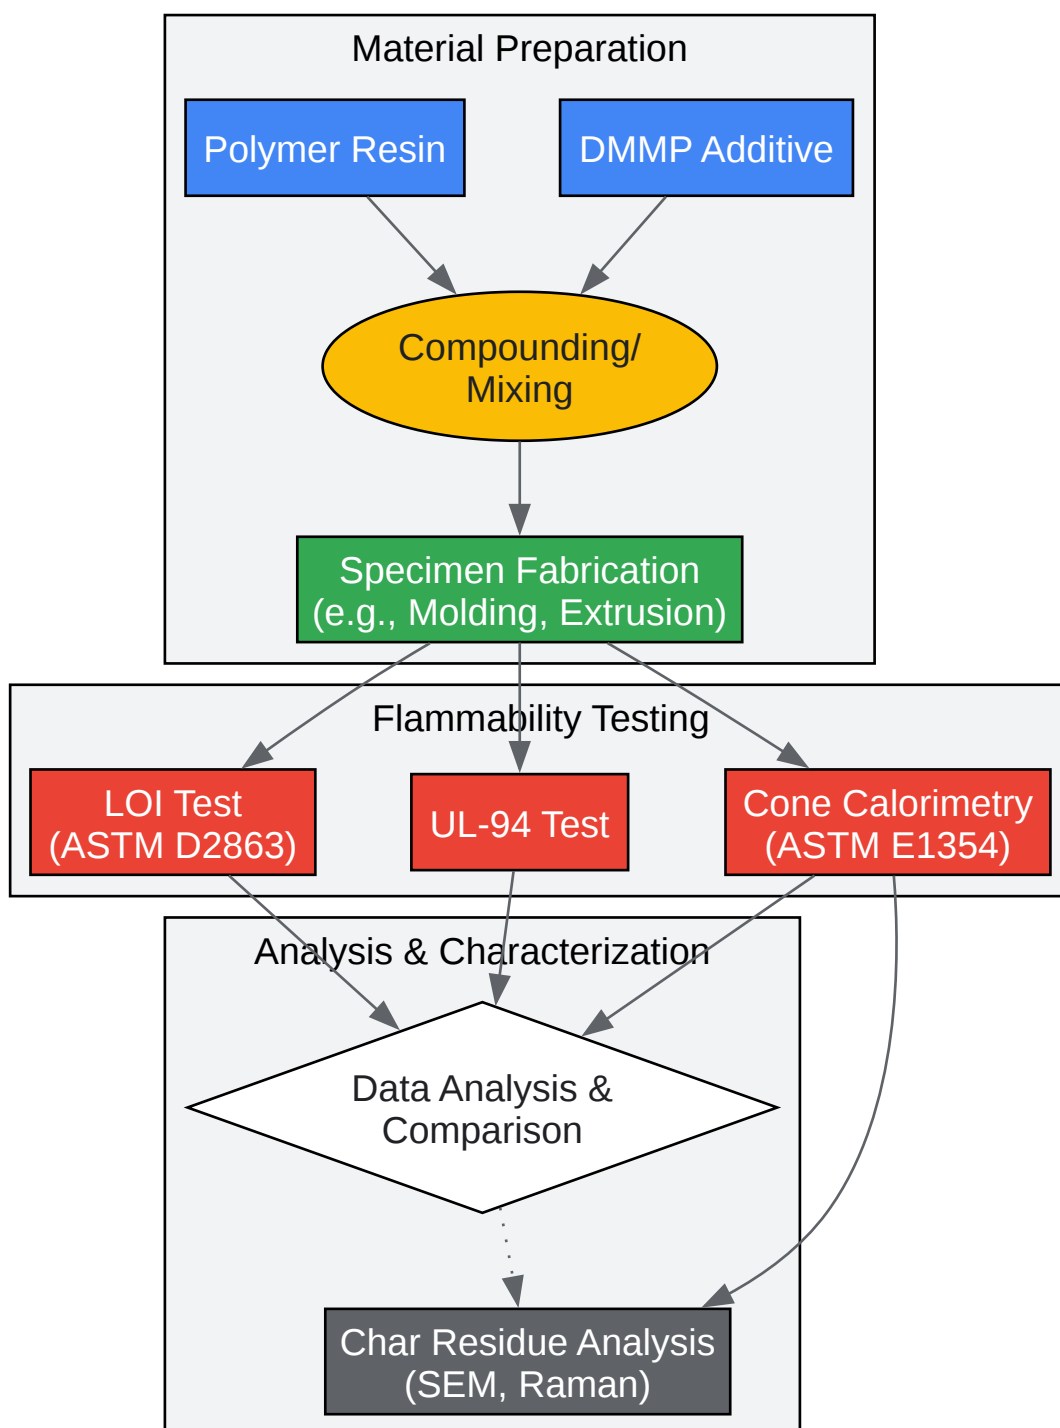 Material Preparation
Polymer Resin
DMMP Additive
Compounding/
Mixing
Specimen Fabrication
(e.g., Molding, Extrusion)
Flammability Testing
LOI Test
(ASTM D2863)
UL-94 Test
Cone Calorimetry
(ASTM E1354)
Analysis & Characterization
Data Analysis &
Comparison
Char Residue Analysis
(SEM, Raman)